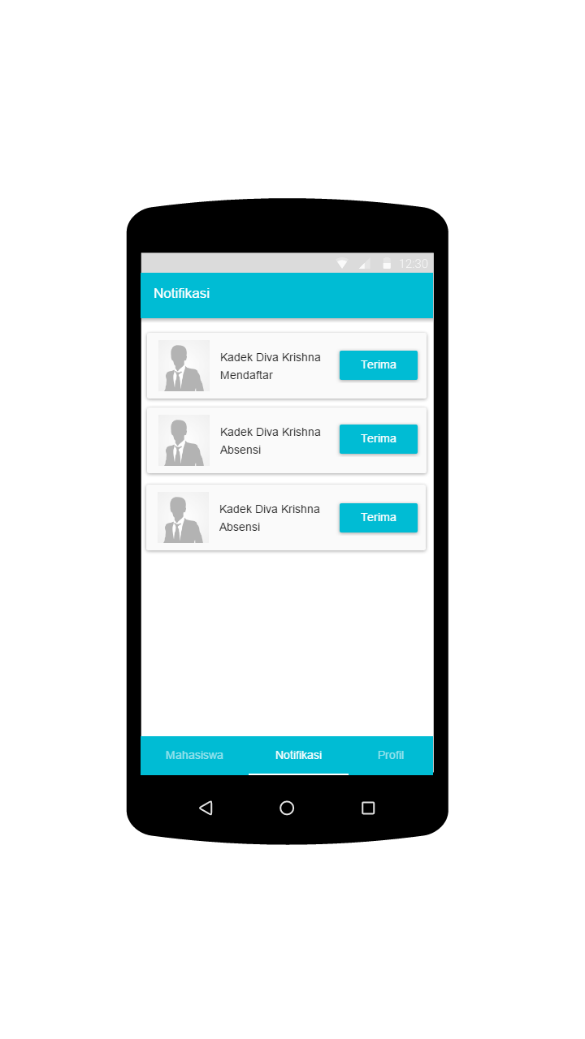 12:30
Notifikasi
Kadek Diva Krishna
Mendaftar
Terima
Kadek Diva Krishna
Absensi
Terima
Kadek Diva Krishna
Absensi
Terima
Mahasiswa Notifikasi Profil